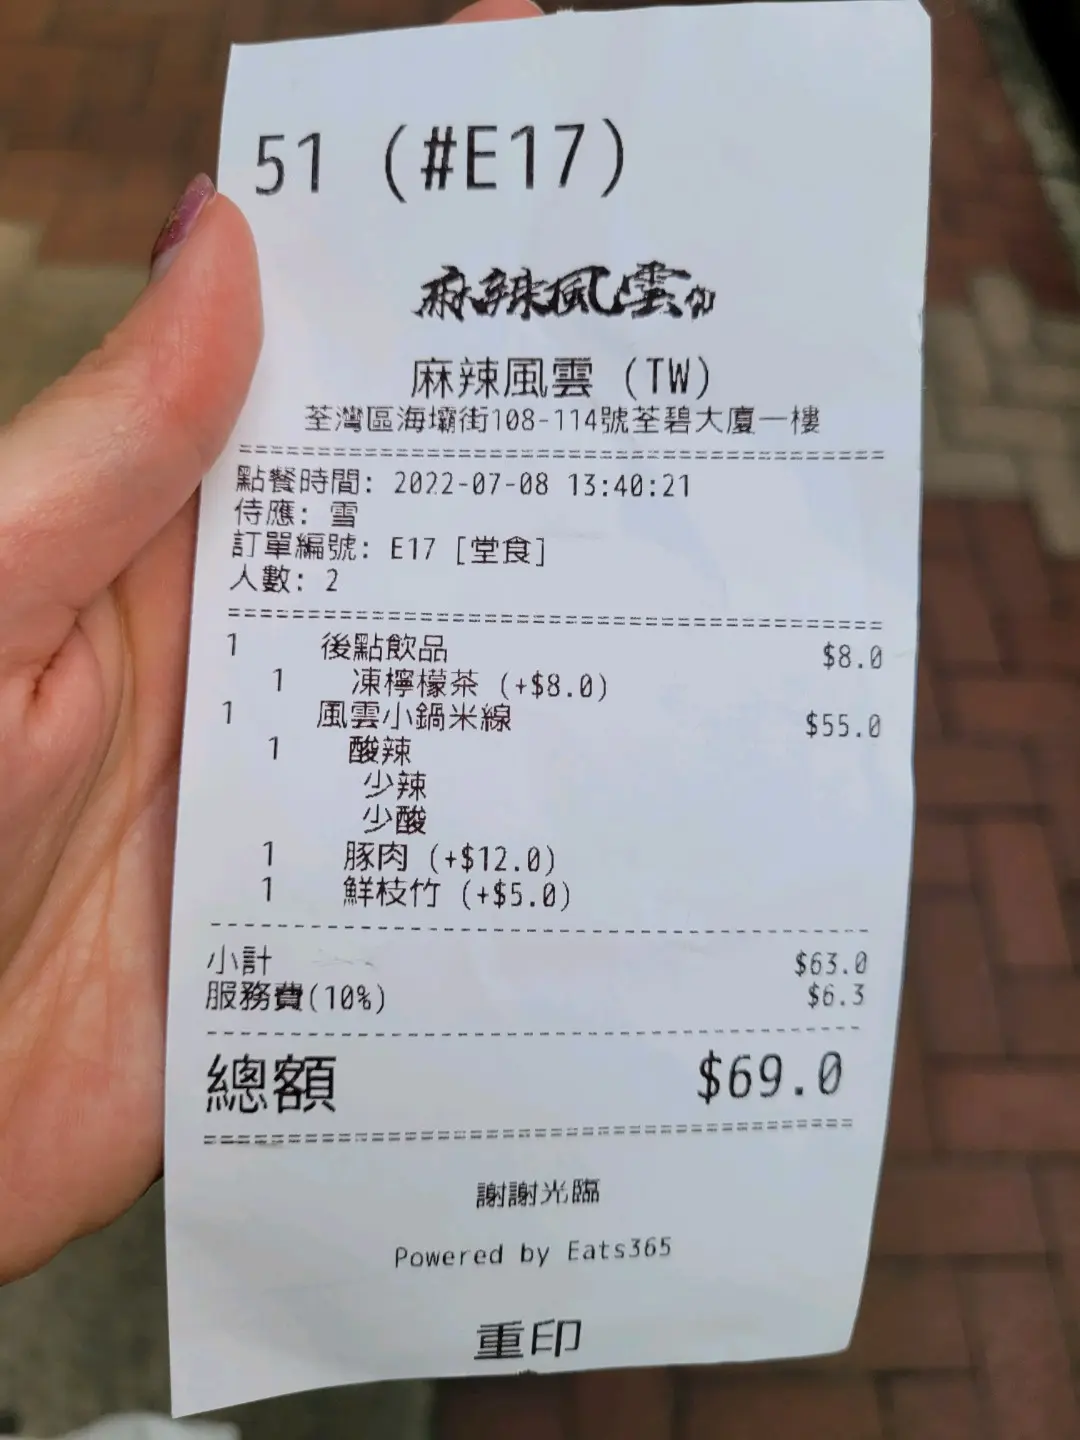 51 (#E17)
麻辣風雲
麻辣風雲 (TW)
荃灣區海壩街108-114號荃碧大廈一樓
點餐時間: 2022-07-08 13:40:21
侍應: 雪
訂單編號: E17 [堂食]
人數: 2
1 後點飲品 $8.0
1 凍檸檬茶 (+$8.0)
1 風雲小鍋米線 $55.0
1 酸辣
少辣
少酸
1 豚肉 (+$12.0)
1 鮮枝竹 (+$5.0)
小計 $63.0
服務費(10%) $6.3
總額 $69.0
謝謝光臨
Powered by Eats365
重印